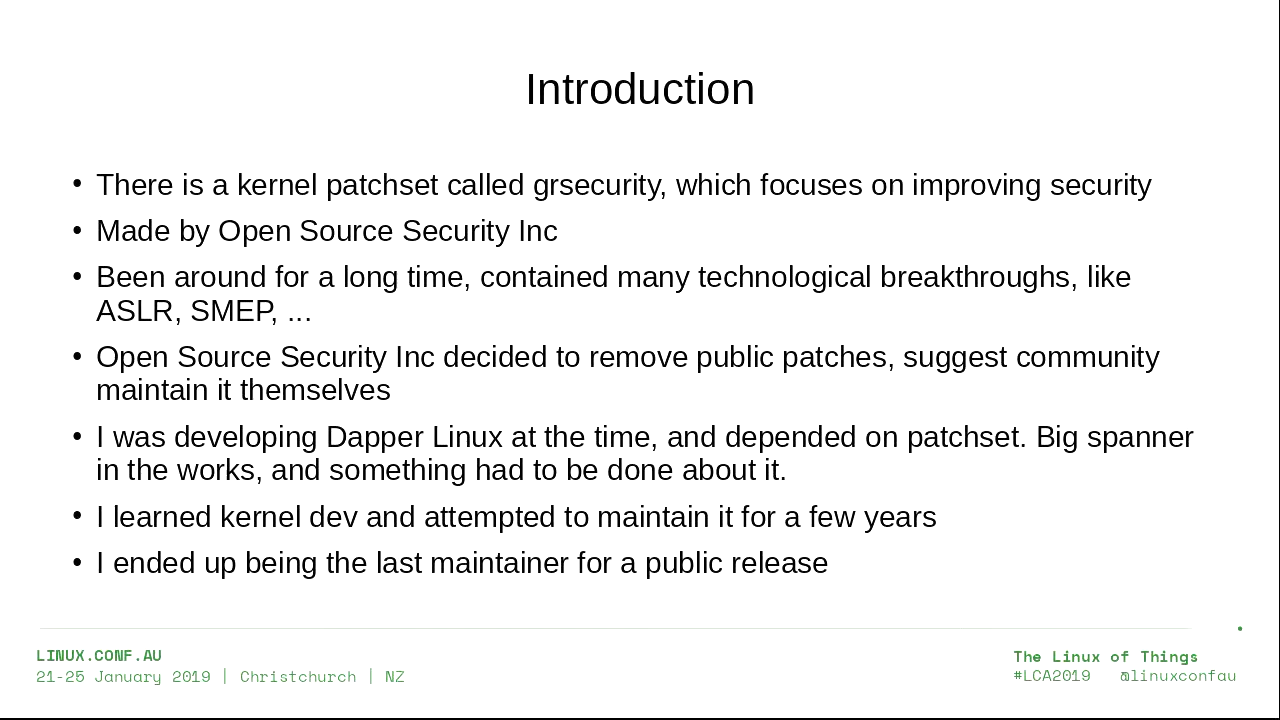 Introduction
• There is a kernel patchset called grsecurity, which focuses on improving security
• Made by Open Source Security Inc
• Been around for a long time, contained many technological breakthroughs, like
ASLR, SMEP, ...
• Open Source Security Inc decided to remove public patches, suggest community
maintain it themselves
• I was developing Dapper Linux at the time, and depended on patchset. Big spanner
in the works, and something had to be done about it.
• I learned kernel dev and attempted to maintain it for a few years
• I ended up being the last maintainer for a public release
LINUX.CONF.AU
21-25 January 2019 | Christchurch | NZ
The Linux of Things
#LCA2019 @linuxconfau